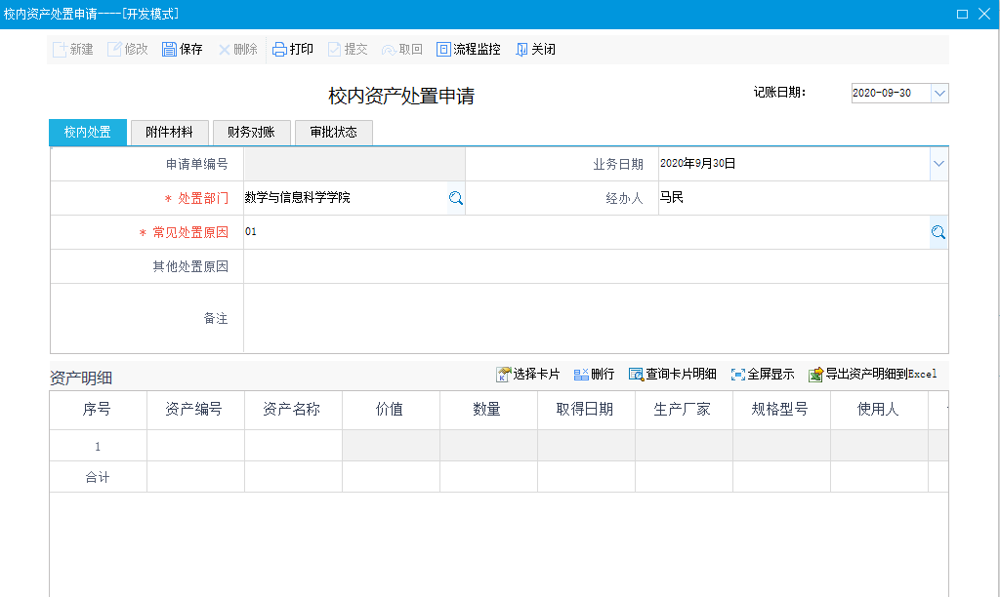 校内资产处置申请----[开发模式]
新建 修改 保存 删除 打印 提交 取回 流程监控 关闭
校内资产处置申请
记账日期: 2020-09-30
校内处置 附件材料 财务对账 审批状态
申请单编号 业务日期 2020年9月30日
* 处置部门 数学与信息科学学院 经办人 马民
* 常见处置原因 01
其他处置原因
备注
资产明细 选择卡片 删行 查询卡片明细 全屏显示 导出资产明细到Excel
序号 资产编号 资产名称 价值 数量 取得日期 生产厂家 规格型号 使用人
1
合计